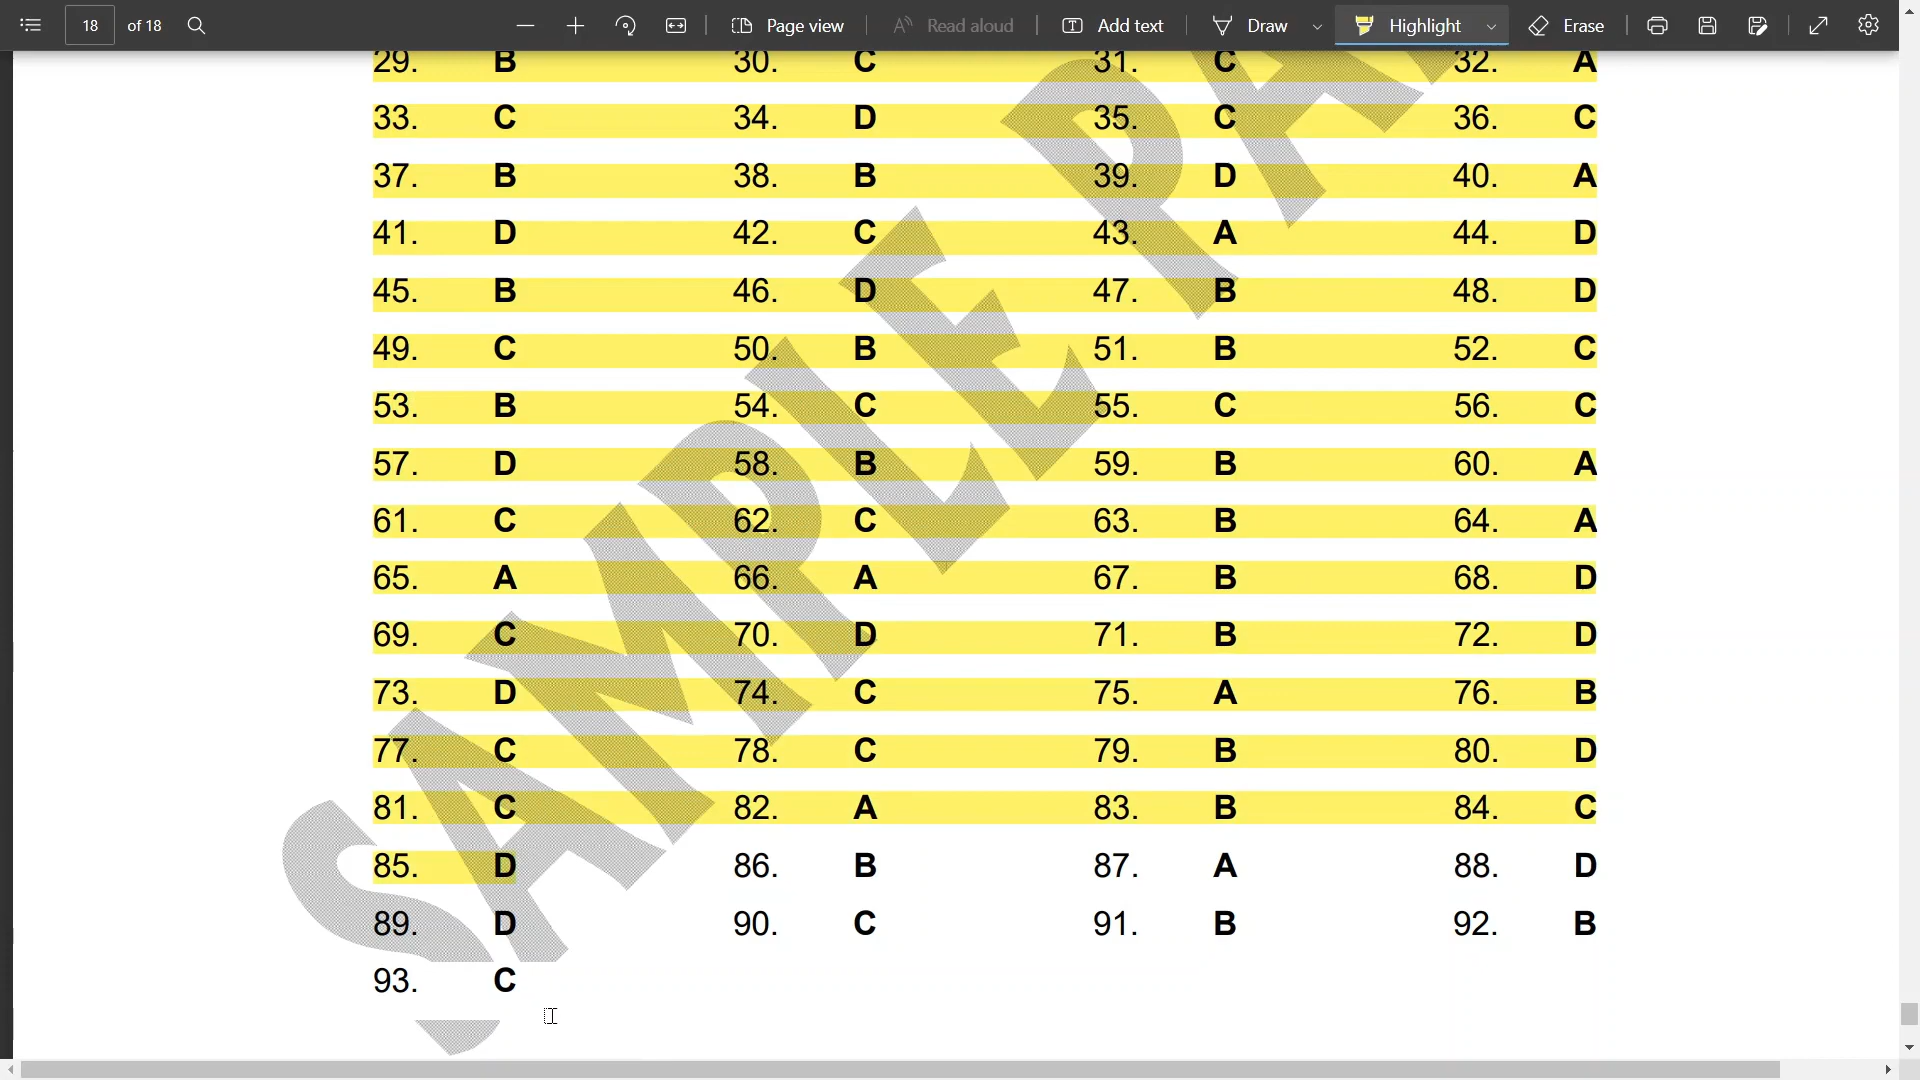 18 of 18 Page view Read aloud Add text Draw Highlight Erase
29. B 30. C 31. C 32. A
33. C 34. D 35. C 36. C
37. B 38. B 39. D 40. A
41. D 42. C 43. A 44. D
45. B 46. D 47. B 48. D
49. C 50. B 51. B 52. C
53. B 54. C 55. C 56. C
57. D 58. B 59. B 60. A
61. C 62. C 63. B 64. A
65. A 66. A 67. B 68. D
69. C 70. D 71. B 72. D
73. D 74. C 75. A 76. B
77. C 78. C 79. B 80. D
81. C 82. A 83. B 84. C
85. D 86. B 87. A 88. D
89. D 90. C 91. B 92. B
93. C
SAMPLE PA